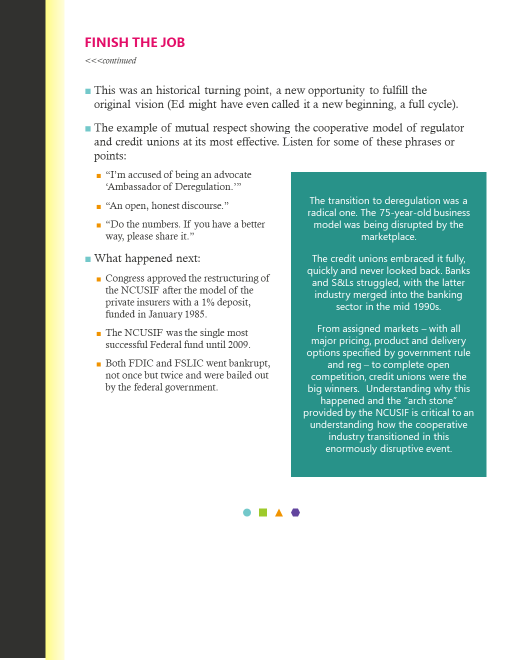 FINISH THE JOB
<<<continued
This was an historical turning point, a new opportunity to fulfill the
original vision (Ed might have even called it a new beginning, a full cycle).
The example of mutual respect showing the cooperative model of regulator
and credit unions at its most effective. Listen for some of these phrases or
points:
“I’m accused of being an advocate
‘Ambassador of Deregulation.’”
“An open, honest discourse.”
“Do the numbers. If you have a better
way, please share it.”
What happened next:
Congress approved the restructuring of
the NCUSIF after the model of the
private insurers with a 1% deposit,
funded in January 1985.
The NCUSIF was the single most
successful Federal fund until 2009.
Both FDIC and FSLIC went bankrupt,
not once but twice and were bailed out
by the federal government.
The transition to deregulation was a
radical one. The 75-year-old business
model was being disrupted by the
marketplace.
The credit unions embraced it fully,
quickly and never looked back. Banks
and S&Ls struggled, with the latter
industry merged into the banking
sector in the mid 1990s.
From assigned markets – with all
major pricing, product and delivery
options specified by government rule
and reg – to complete open
competition, credit unions were the
big winners. Understanding why this
happened and the “arch stone”
provided by the NCUSIF is critical to an
understanding how the cooperative
industry transitioned in this
enormously disruptive event.